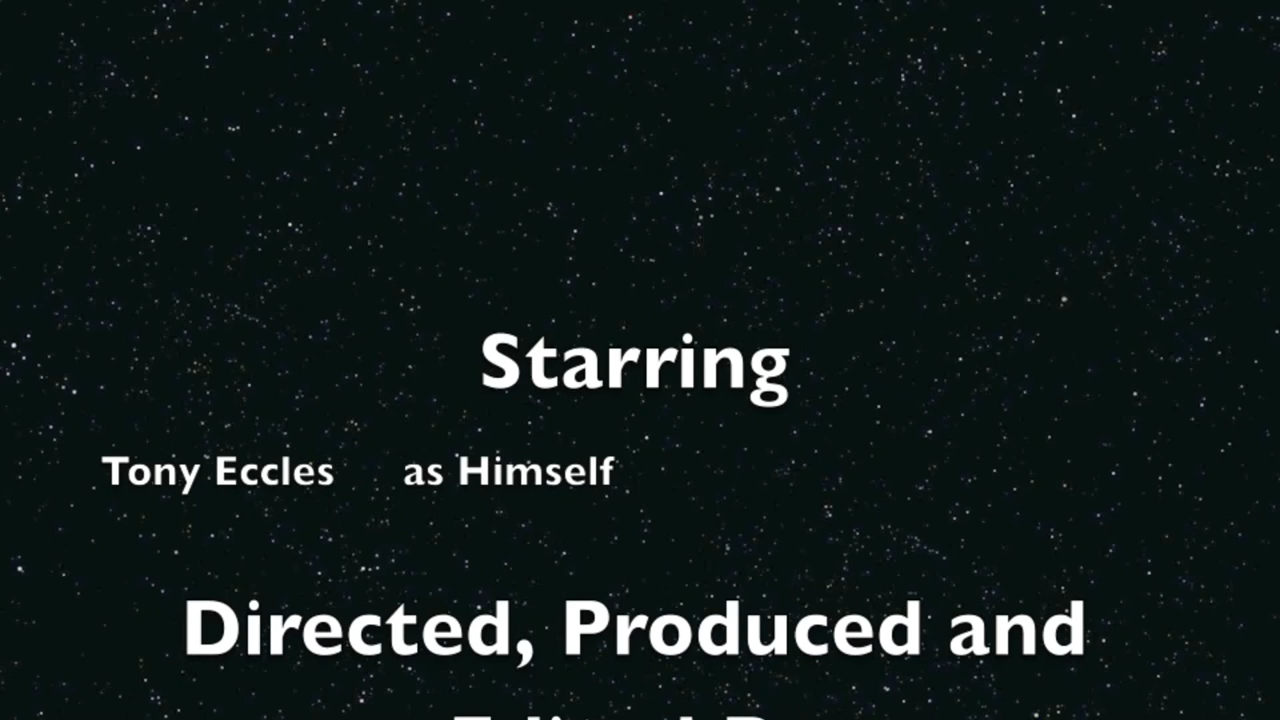 Starring
Tony Eccles as Himself
Directed, Produced and